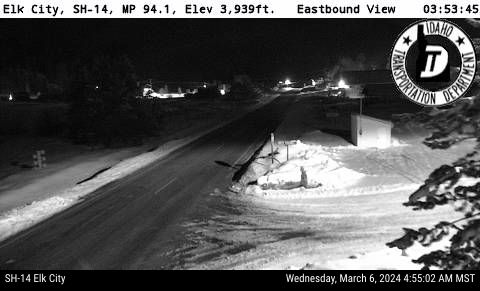 Elk City, SH-14, MP 94.1, Elev 3,939ft. Eastbound View 03:53:45
IDAHO
TRANSPORTATION DEPARTMENT
SH-14 Elk City Wednesday, March 6, 2024 4:55:02 AM MST